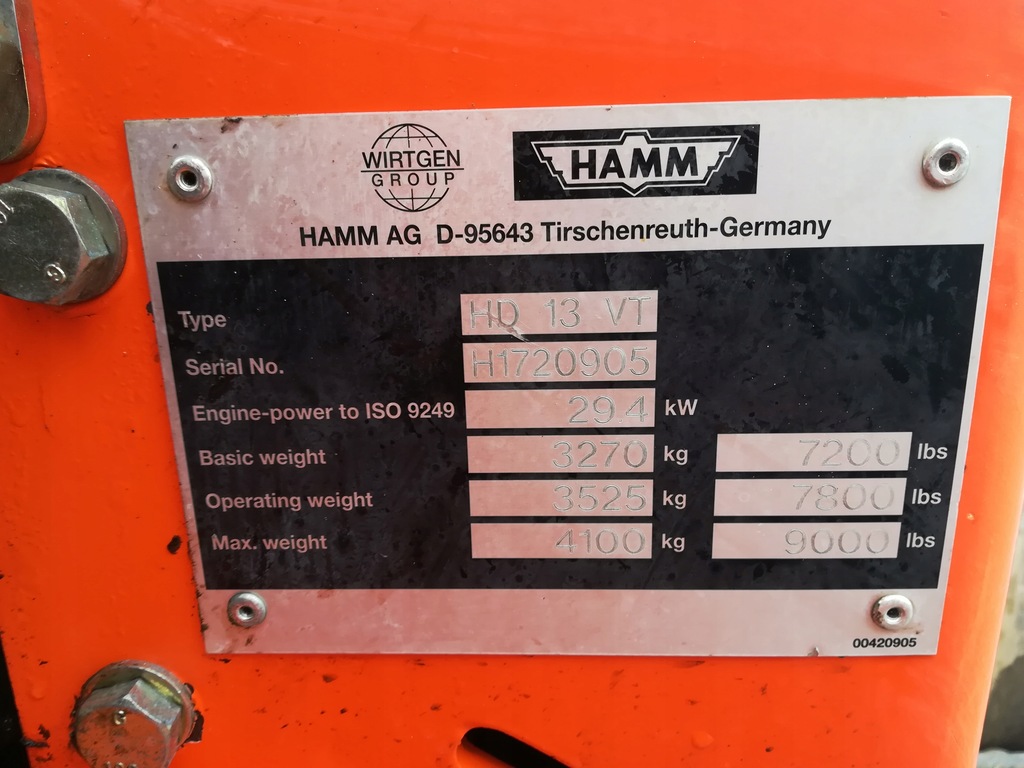 WIRTGEN
GROUP
HAMM
HAMM AG D-95643 Tirschenreuth-Germany
Type HD 13 VT
Serial No. H1720905
Engine-power to ISO 9249 29.4 kW
Basic weight 3270 kg 7200 lbs
Operating weight 3525 kg 7800 lbs
Max. weight 4100 kg 9000 lbs
00420905